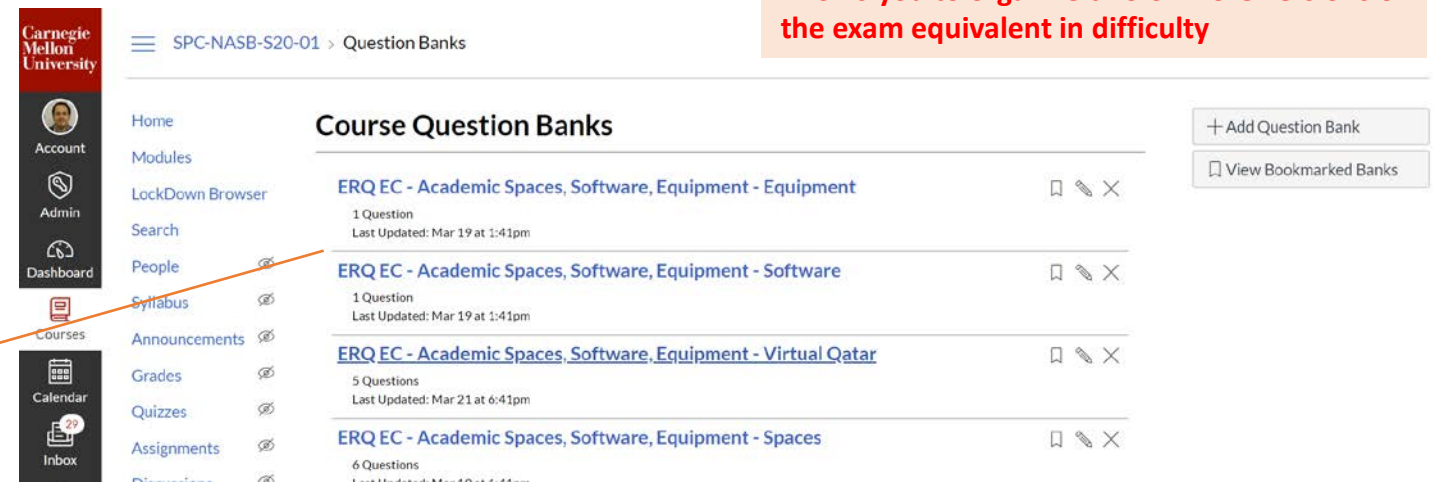 the exam equivalent in difficulty
Carnegie
Mellon
University
SPC-NASB-S20-01 > Question Banks
Account
Admin
Dashboard
Courses
Calendar
29
Inbox
Home
Modules
LockDown Browser
Search
People
Syllabus
Announcements
Grades
Quizzes
Assignments
Discussions
Course Question Banks
ERQ EC - Academic Spaces, Software, Equipment - Equipment
1 Question
Last Updated: Mar 19 at 1:41pm
ERQ EC - Academic Spaces, Software, Equipment - Software
1 Question
Last Updated: Mar 19 at 1:41pm
ERQ EC - Academic Spaces, Software, Equipment - Virtual Qatar
5 Questions
Last Updated: Mar 21 at 6:41pm
ERQ EC - Academic Spaces, Software, Equipment - Spaces
6 Questions
+ Add Question Bank
View Bookmarked Banks